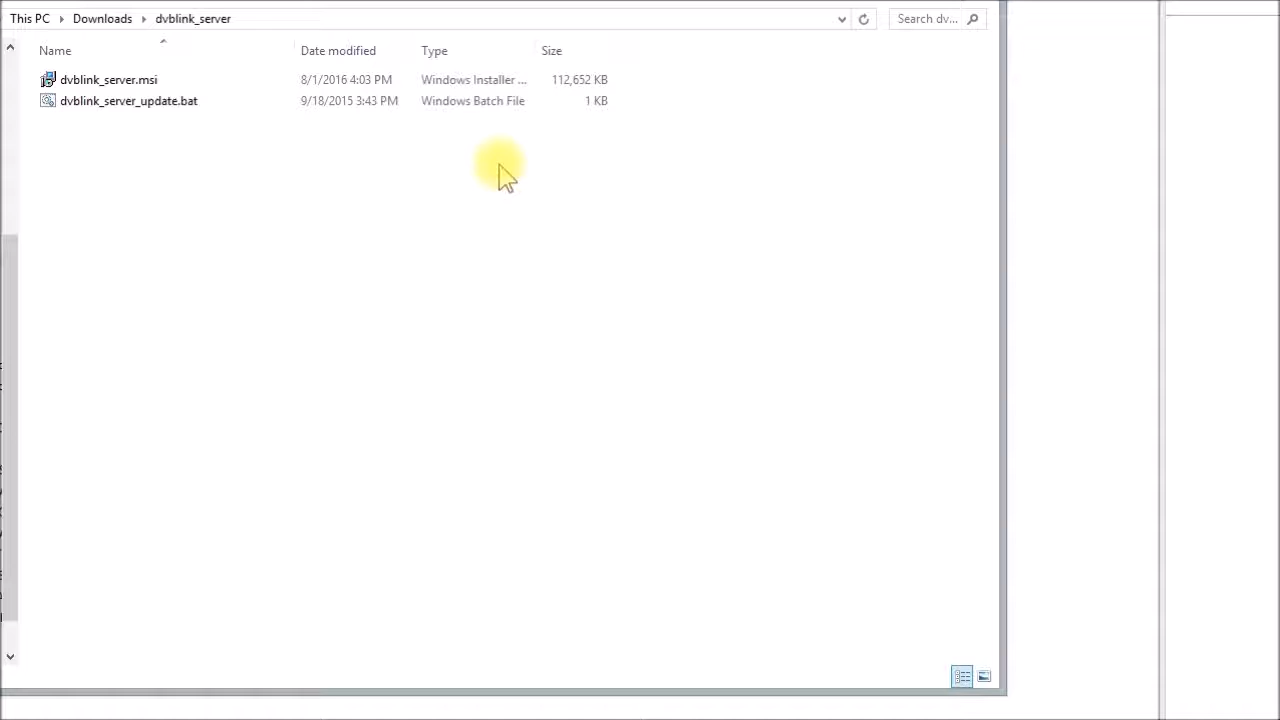 This PC Downloads dvblink_server Search dv...
Name Date modified Type Size
dvblink_server.msi 8/1/2016 4:03 PM Windows Installer ... 112,652 KB
dvblink_server_update.bat 9/18/2015 3:43 PM Windows Batch File 1 KB